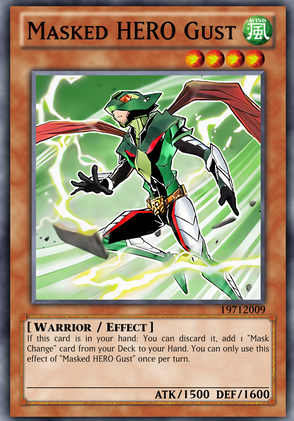 Masked HERO Gust
WIND
風
19712009
[ Warrior / Effect ]
If this card is in your hand: You can discard it, add 1 "Mask
Change" card from your Deck to your Hand. You can only use this
effect of "Masked HERO Gust" once per turn.
ATK/1500 DEF/1600